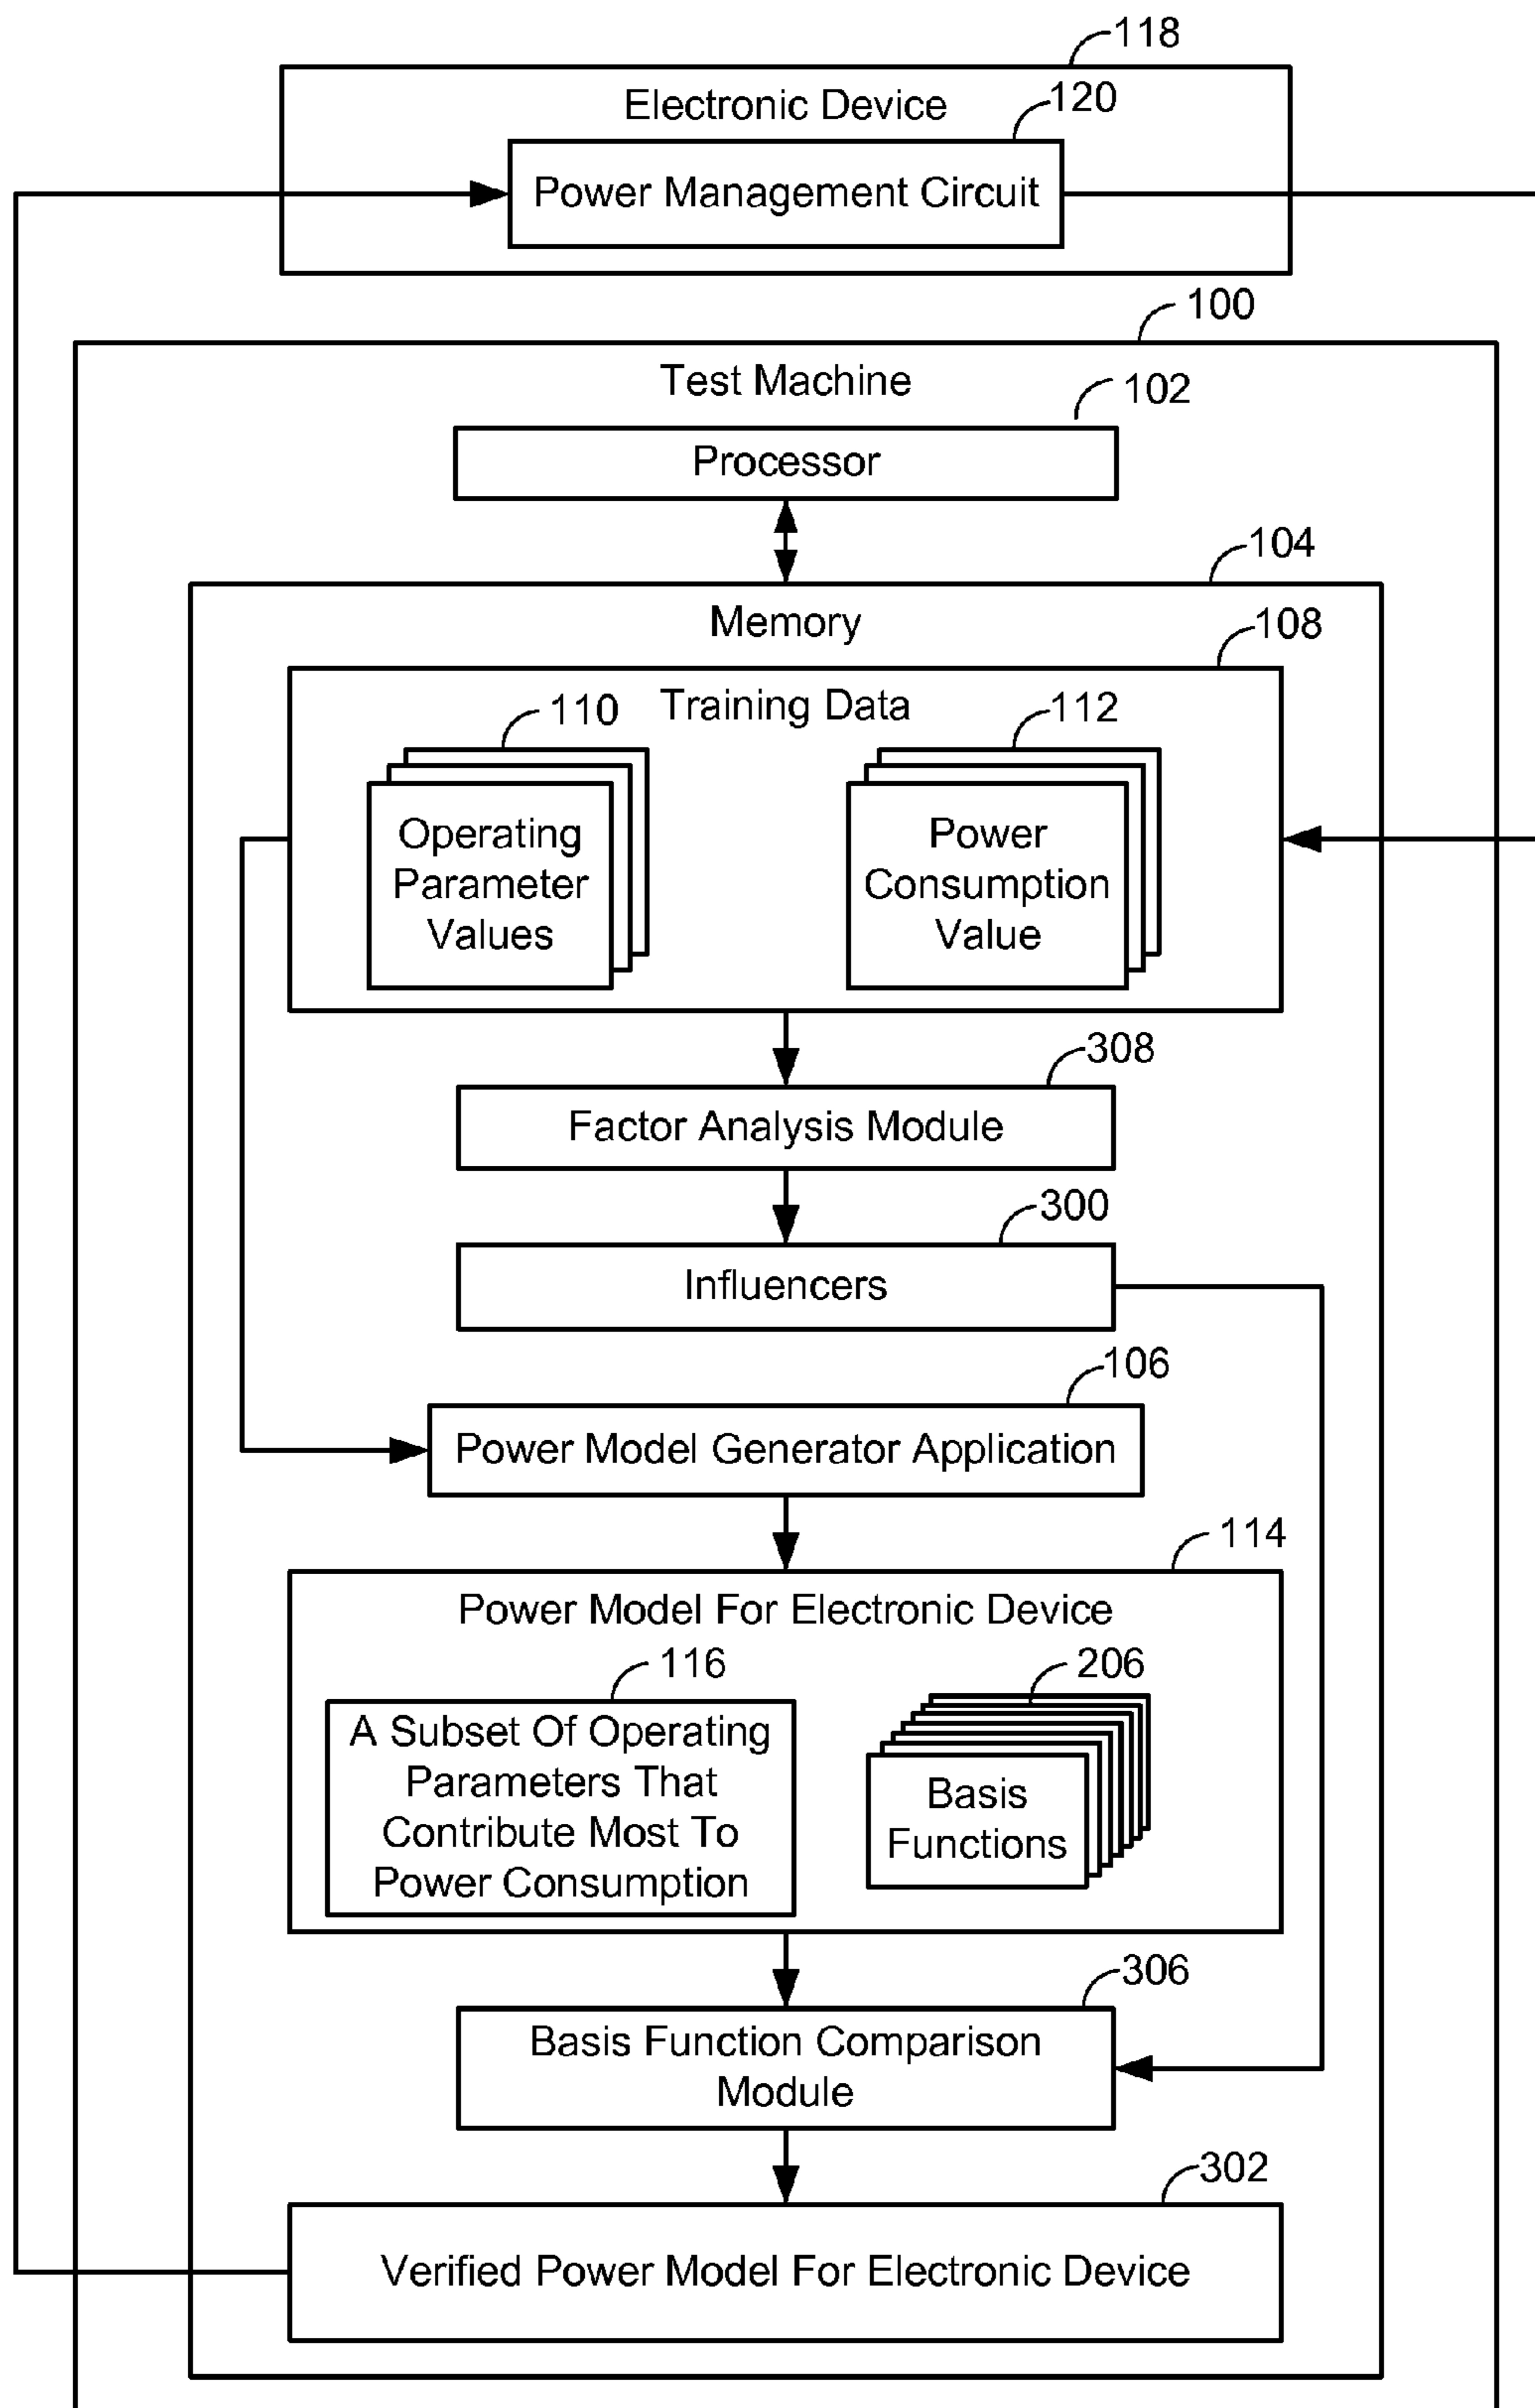 118
Electronic Device
120
Power Management Circuit
100
Test Machine
102
Processor
104
Memory
108
Training Data
110
112
Operating
Parameter
Values
Power
Consumption
Value
308
Factor Analysis Module
300
Influencers
106
Power Model Generator Application
114
Power Model For Electronic Device
116
206
A Subset Of Operating
Parameters That
Contribute Most To
Power Consumption
Basis
Functions
306
Basis Function Comparison
Module
302
Verified Power Model For Electronic Device